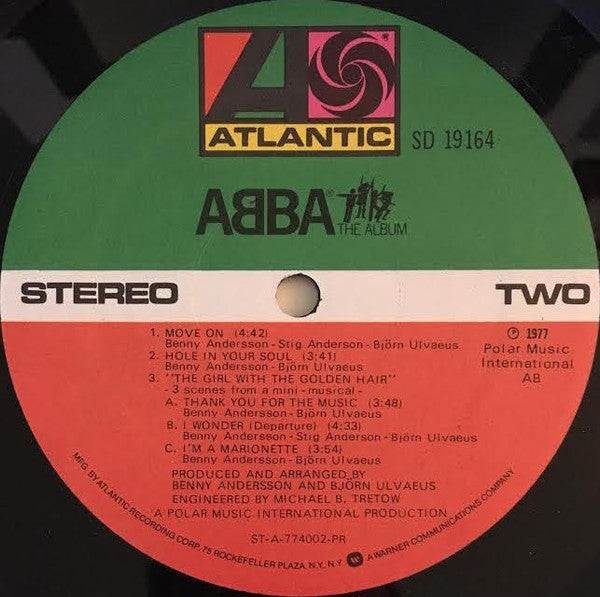 ATLANTIC
SD 19164
ABBA®
THE ALBUM
STEREO
TWO
1. MOVE ON (4:42)
Benny Andersson - Stig Anderson - Björn Ulvaeus
2. HOLE IN YOUR SOUL (3:41)
Benny Andersson - Björn Ulvaeus
3. "THE GIRL WITH THE GOLDEN HAIR"
- 3 scenes from a mini - musical -
A. THANK YOU FOR THE MUSIC (3:48)
Benny Andersson - Björn Ulvaeus
B. I WONDER (Departure) (4:33)
Benny Andersson - Stig Anderson - Björn Ulvaeus
C. I'M A MARIONETTE (3:54)
Benny Andersson - Björn Ulvaeus
℗ 1977
Polar Music
International
AB
PRODUCED AND ARRANGED BY
BENNY ANDERSSON AND BJÖRN ULVAEUS
ENGINEERED BY MICHAEL B. TRETOW
A POLAR MUSIC INTERNATIONAL PRODUCTION
ST-A-774002-PR
MFG. BY ATLANTIC RECORDING CORP., 75 ROCKEFELLER PLAZA, N.Y., N.Y. A WARNER COMMUNICATIONS COMPANY